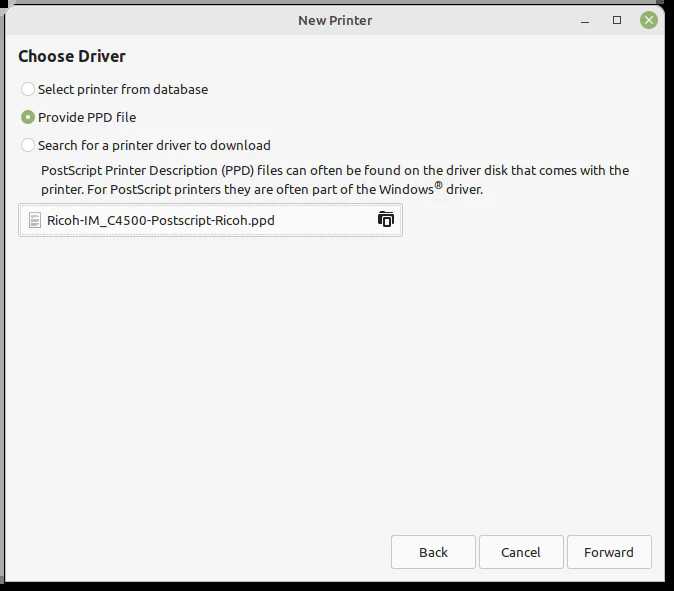 New Printer
Choose Driver
Select printer from database
Provide PPD file
Search for a printer driver to download
PostScript Printer Description (PPD) files can often be found on the driver disk that comes with the
printer. For PostScript printers they are often part of the Windows® driver.
Ricoh-IM_C4500-Postscript-Ricoh.ppd
Back Cancel Forward